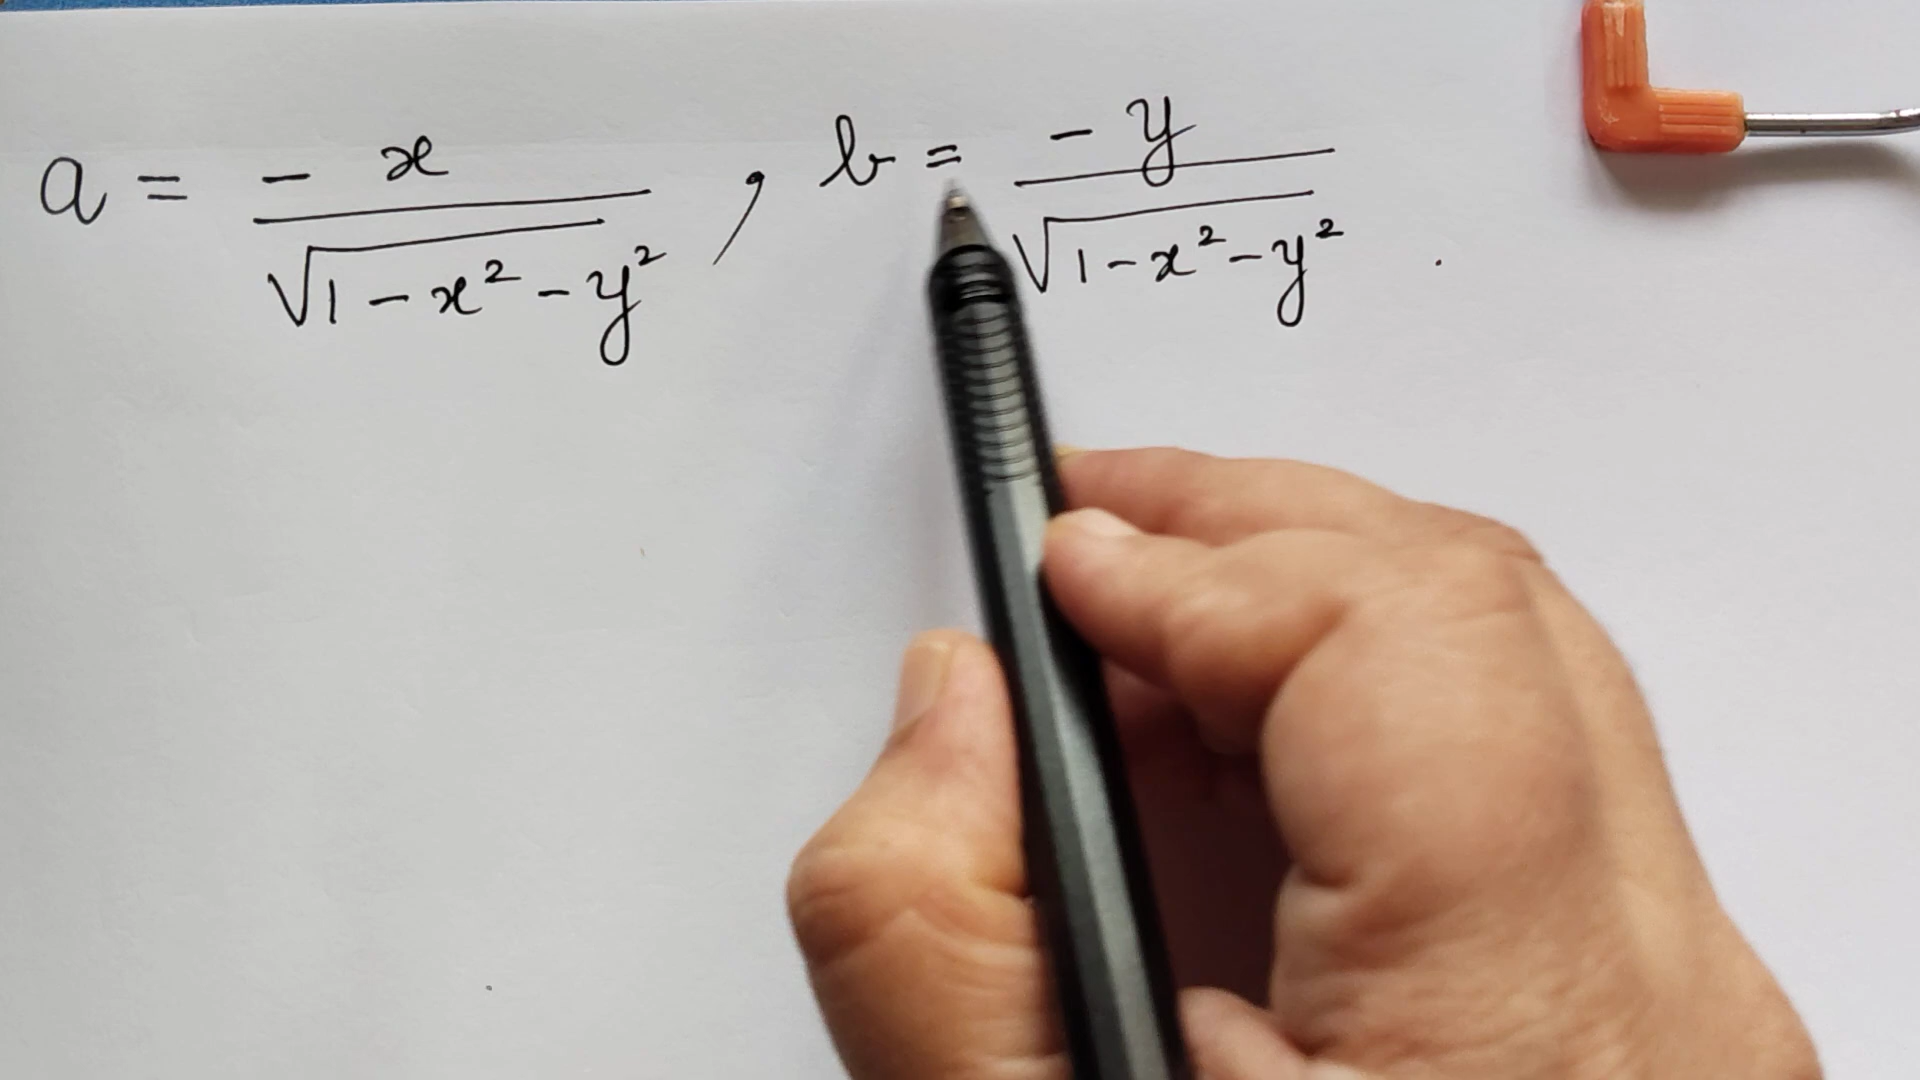 a = - x / √1 - x² - y² , b = - y / √1 - x² - y² .